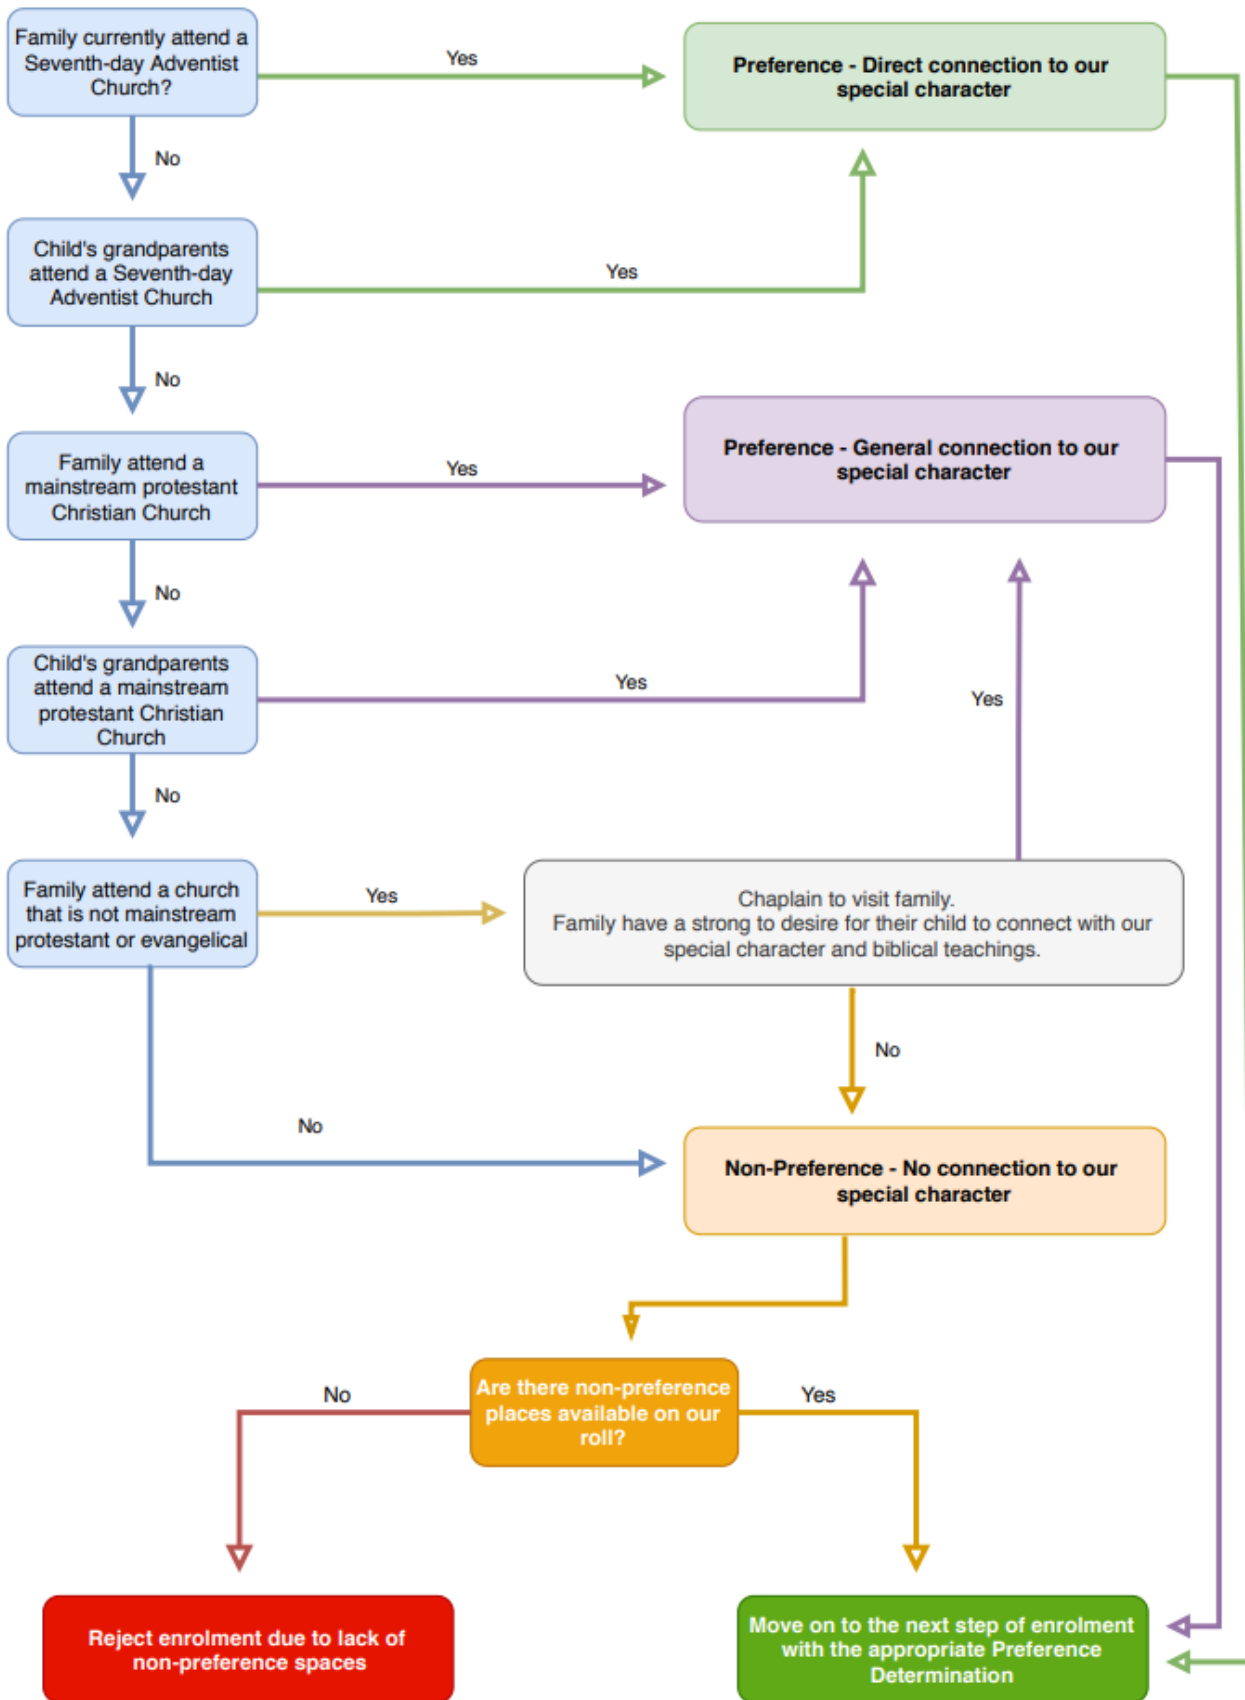 Family currently attend a
Seventh-day Adventist
Church?
Yes
Preference - Direct connection to our
special character
No
Child's grandparents
attend a Seventh-day
Adventist Church
Yes
No
Family attend a
mainstream protestant
Christian Church
Yes
Preference - General connection to our
special character
No
Child's grandparents
attend a mainstream
protestant Christian
Church
Yes
Yes
No
Family attend a church
that is not mainstream
protestant or evangelical
Yes
Chaplain to visit family.
Family have a strong to desire for their child to connect with our
special character and biblical teachings.
No
No
Non-Preference - No connection to our
special character
Are there non-preference
places available on our
roll?
No
Yes
Reject enrolment due to lack of
non-preference spaces
Move on to the next step of enrolment
with the appropriate Preference
Determination